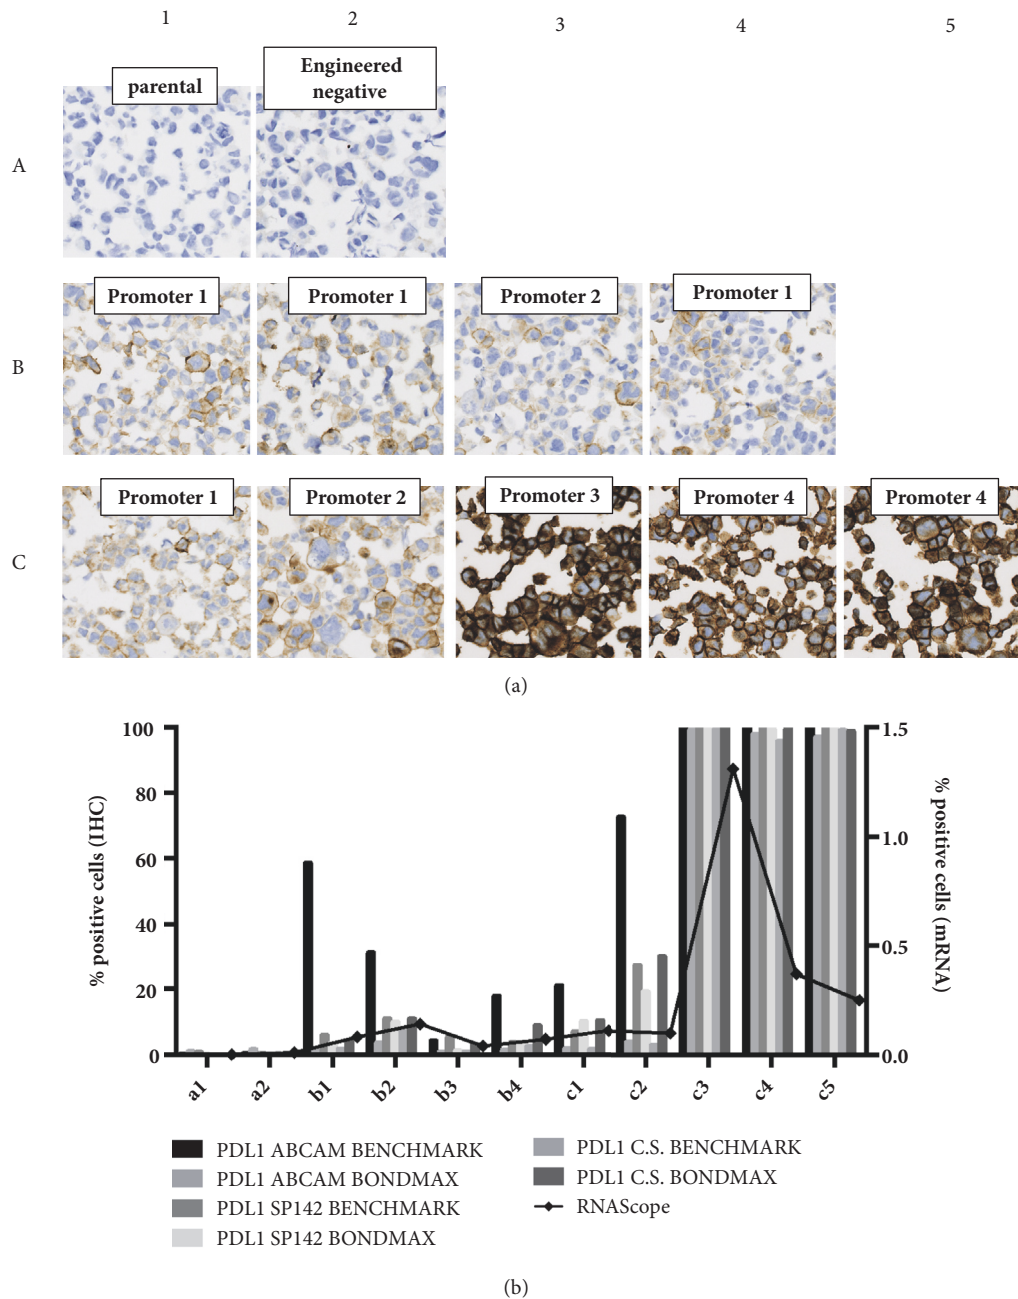 1 2 3 4 5
parental
Engineered
negative
A
Promoter 1 Promoter 1 Promoter 2 Promoter 1
B
Promoter 1 Promoter 2 Promoter 3 Promoter 4 Promoter 4
C
(a)
100 1.5
80
1.0
60
40
0.5
20
0 0.0
% positive cells (IHC)
% positive cells (mRNA)
a1 a2 b1 b2 b3 b4 c1 c2 c3 c4 c5
PDL1 ABCAM BENCHMARK
PDL1 ABCAM BONDMAX
PDL1 SP142 BENCHMARK
PDL1 SP142 BONDMAX
PDL1 C.S. BENCHMARK
PDL1 C.S. BONDMAX
RNAScope
(b)